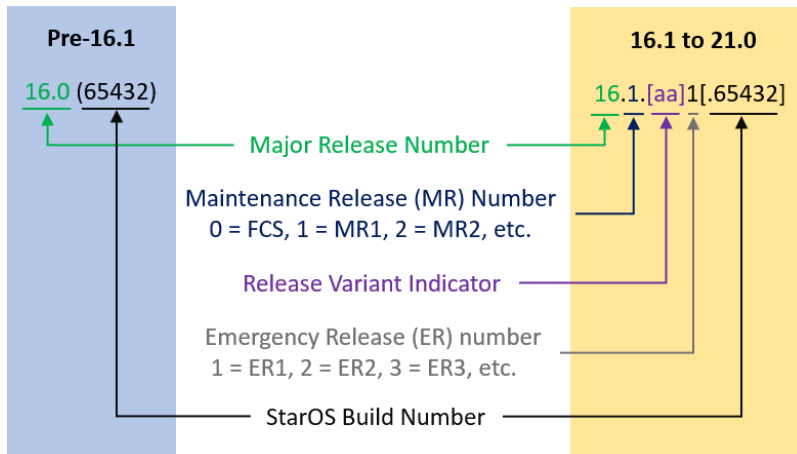 Pre-16.1
16.1 to 21.0
16.0 (65432)
16.1.[aa]1[.65432]
Major Release Number
Maintenance Release (MR) Number
0 = FCS, 1 = MR1, 2 = MR2, etc.
Release Variant Indicator
Emergency Release (ER) number
1 = ER1, 2 = ER2, 3 = ER3, etc.
StarOS Build Number